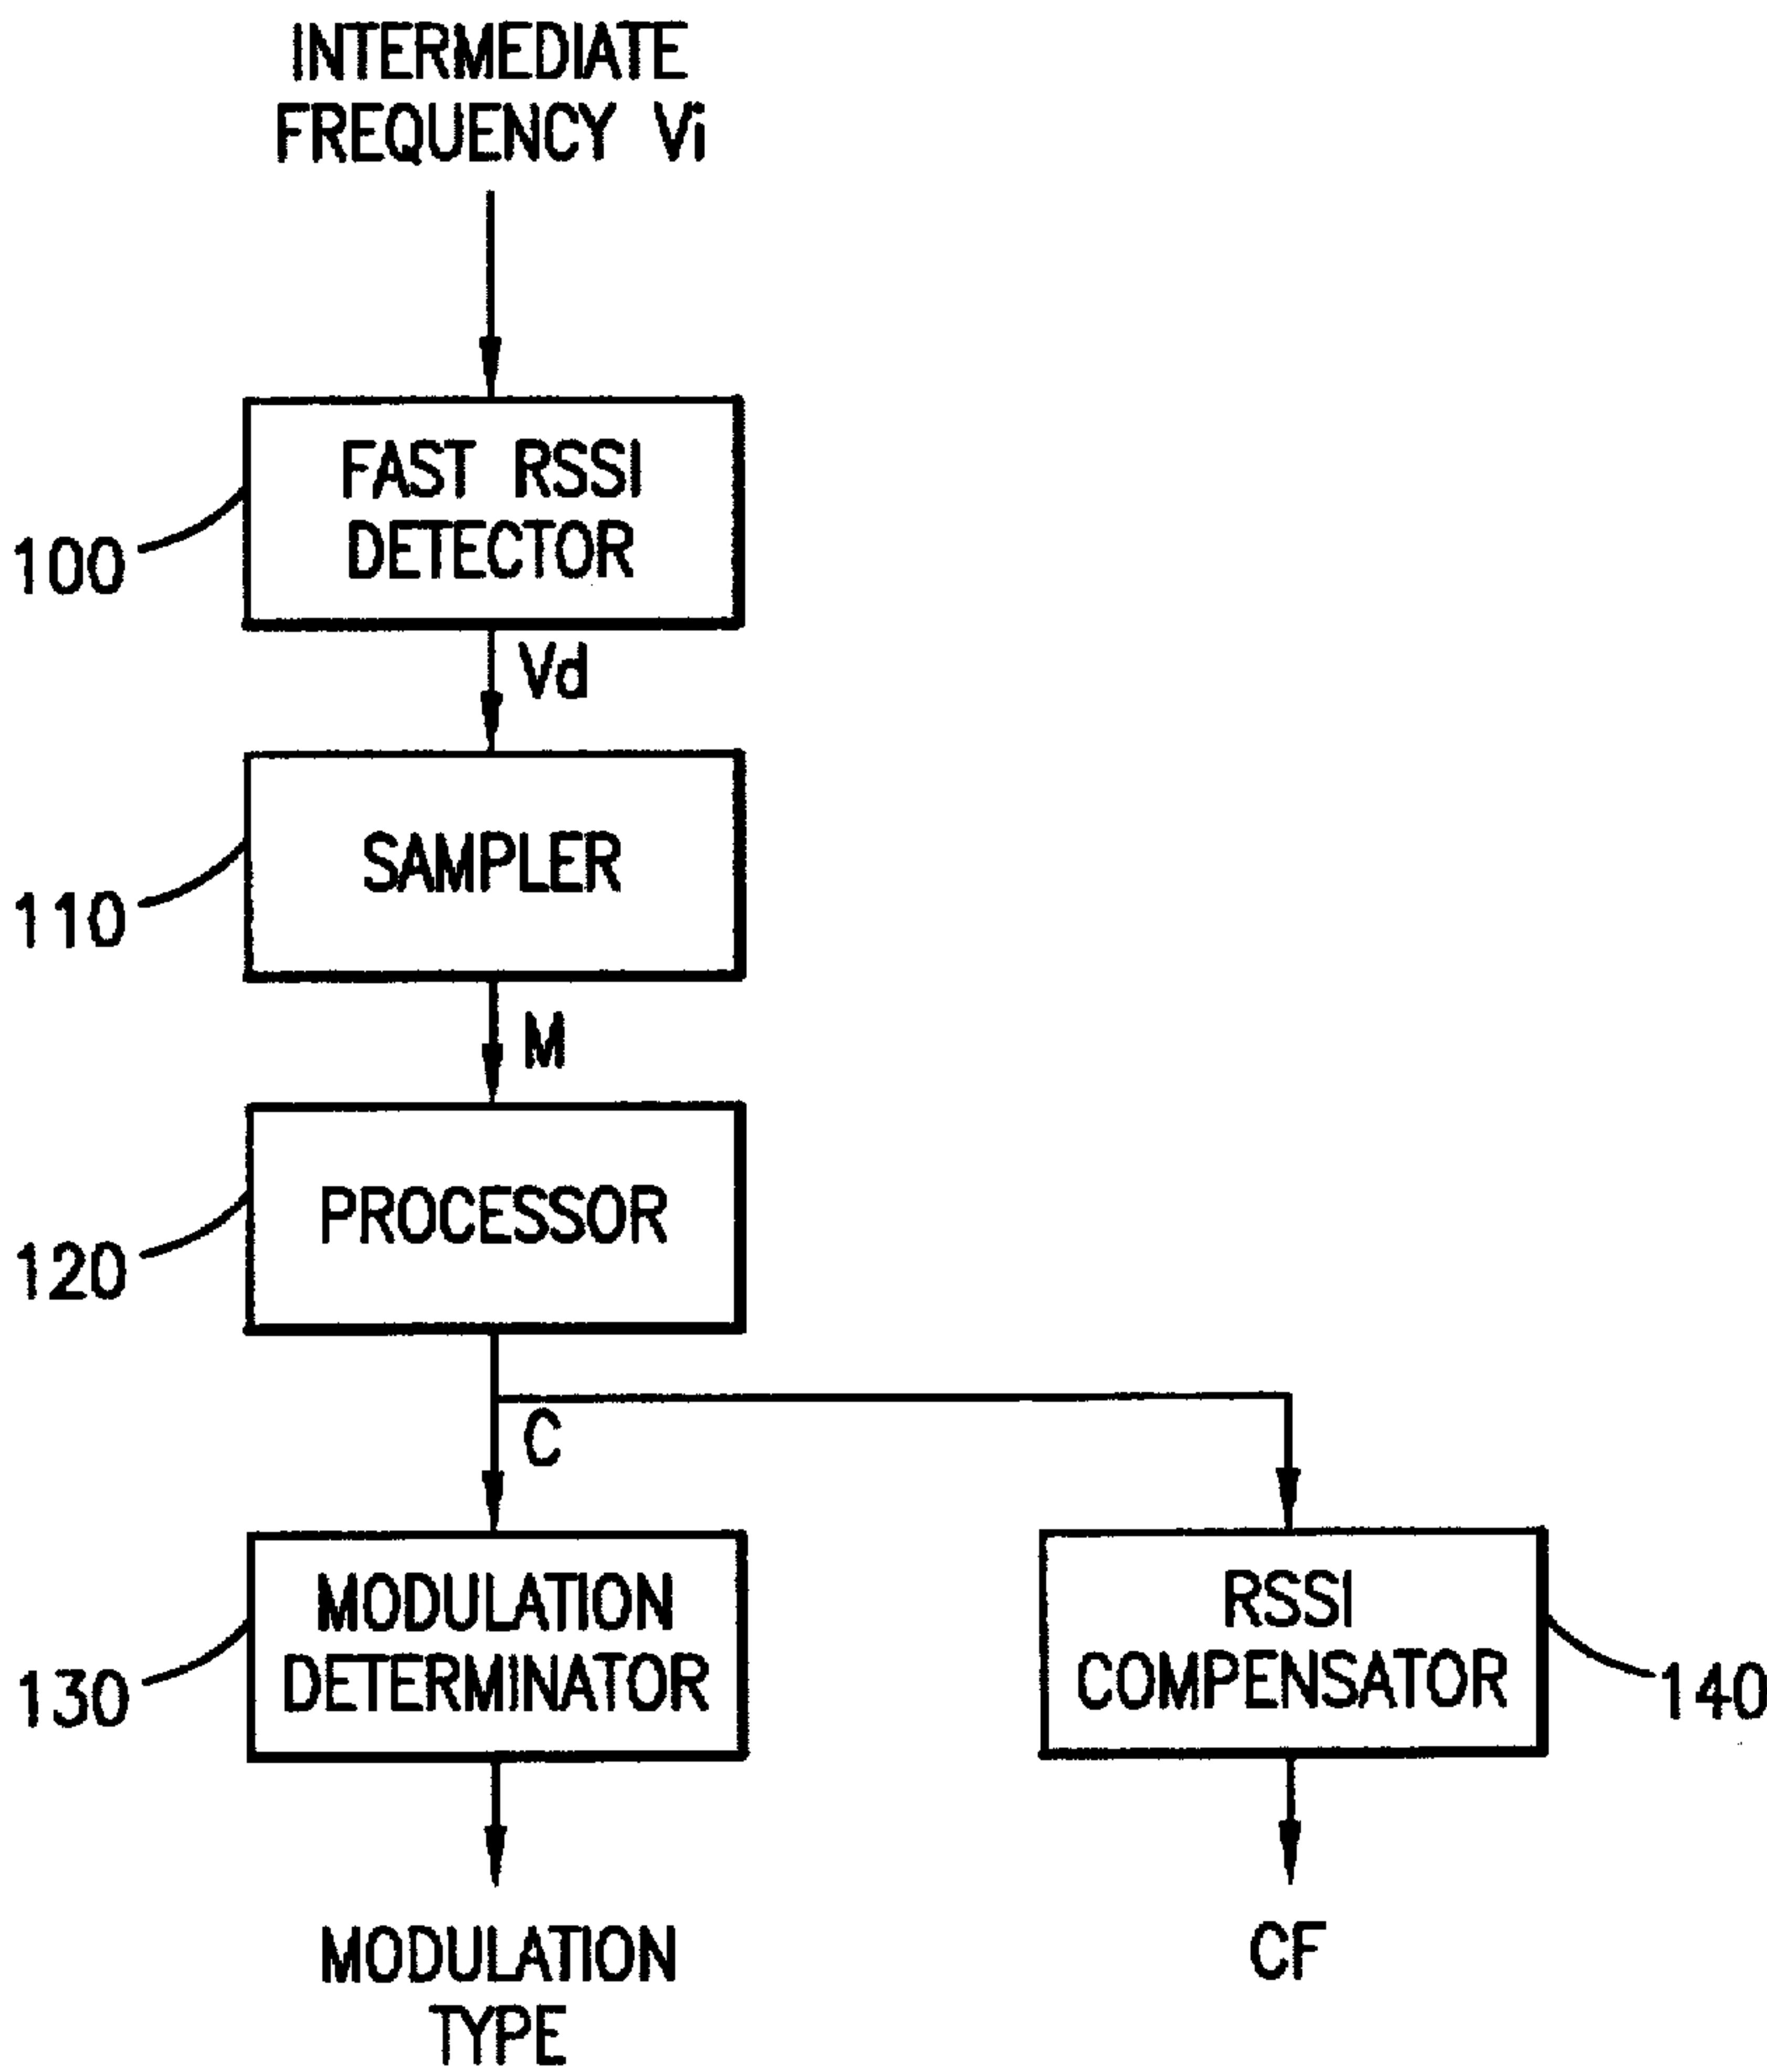 INTERMEDIATE
FREQUENCY Vi
FAST RSSI
DETECTOR
100
Vd
SAMPLER
110
M
PROCESSOR
120
C
MODULATION
DETERMINATOR
130
RSSI
COMPENSATOR
140
MODULATION
TYPE
CF